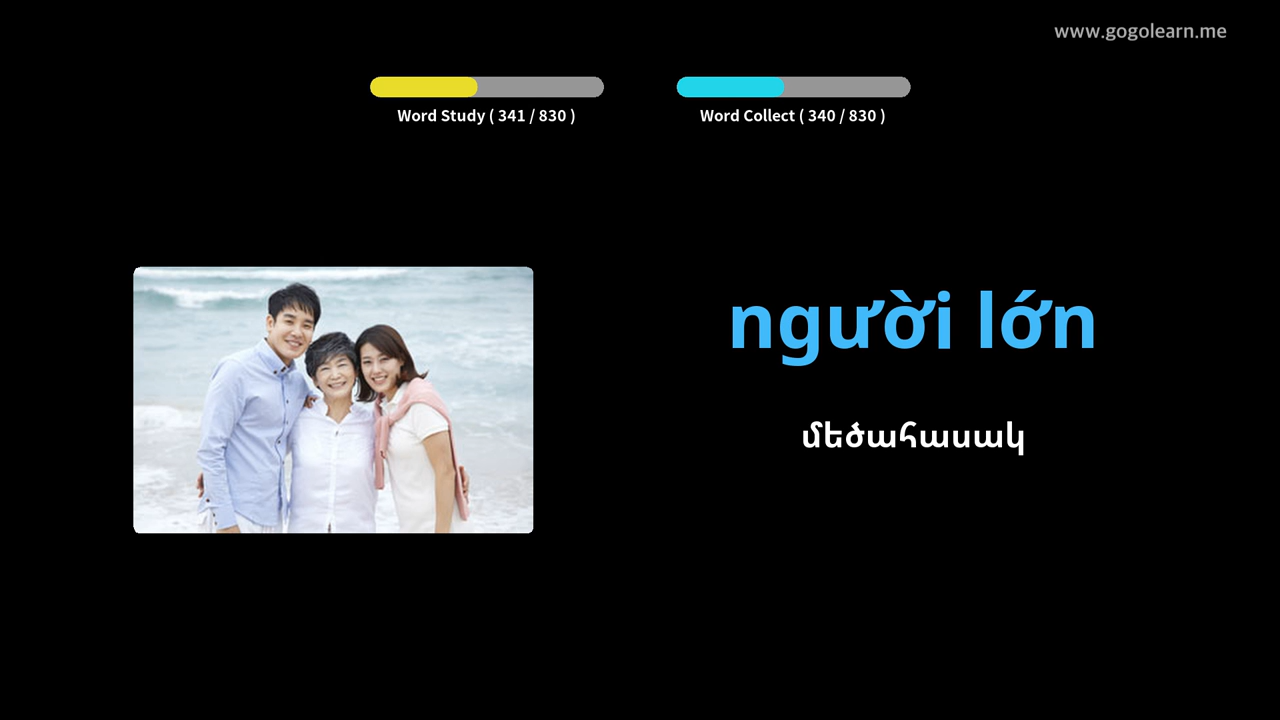 www.gogolearn.me
Word Study ( 341 / 830 )
Word Collect ( 340 / 830 )
người lớn
մեծահասակ